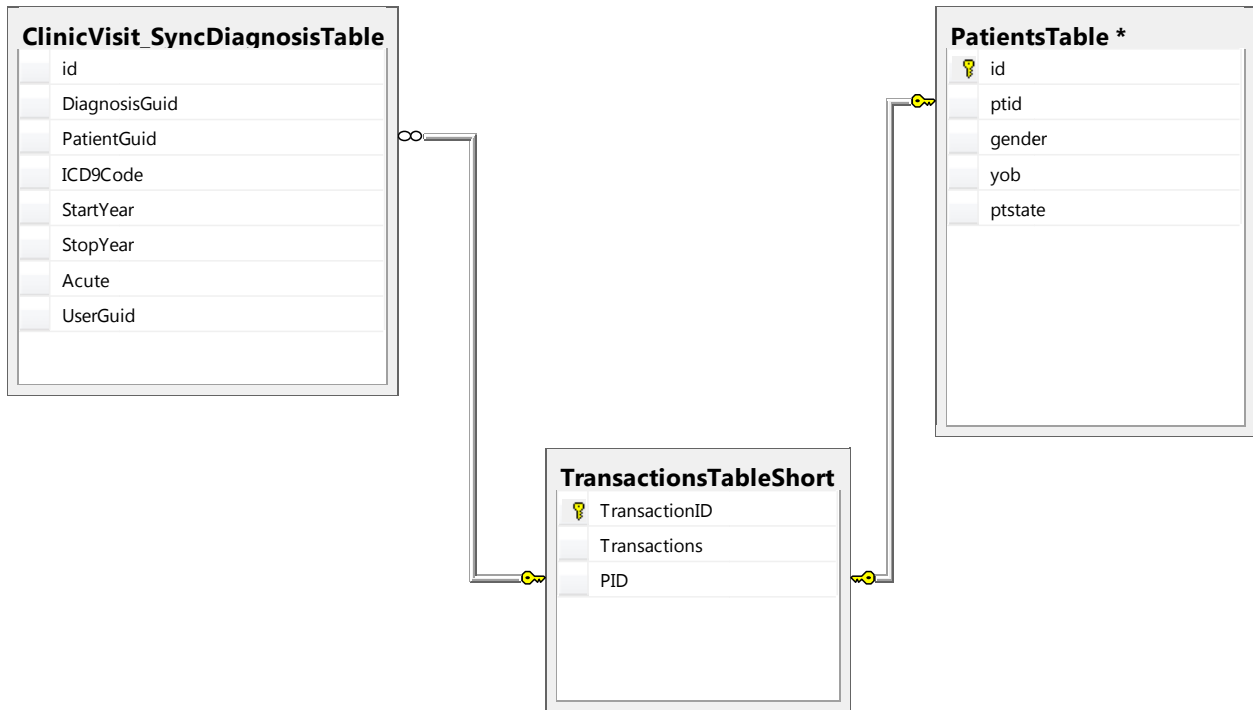 ClinicVisit_SyncDiagnosisTable
id
DiagnosisGuid
PatientGuid
ICD9Code
StartYear
StopYear
Acute
UserGuid
PatientsTable *
id
ptid
gender
yob
ptstate
TransactionsTableShort
TransactionID
Transactions
PID